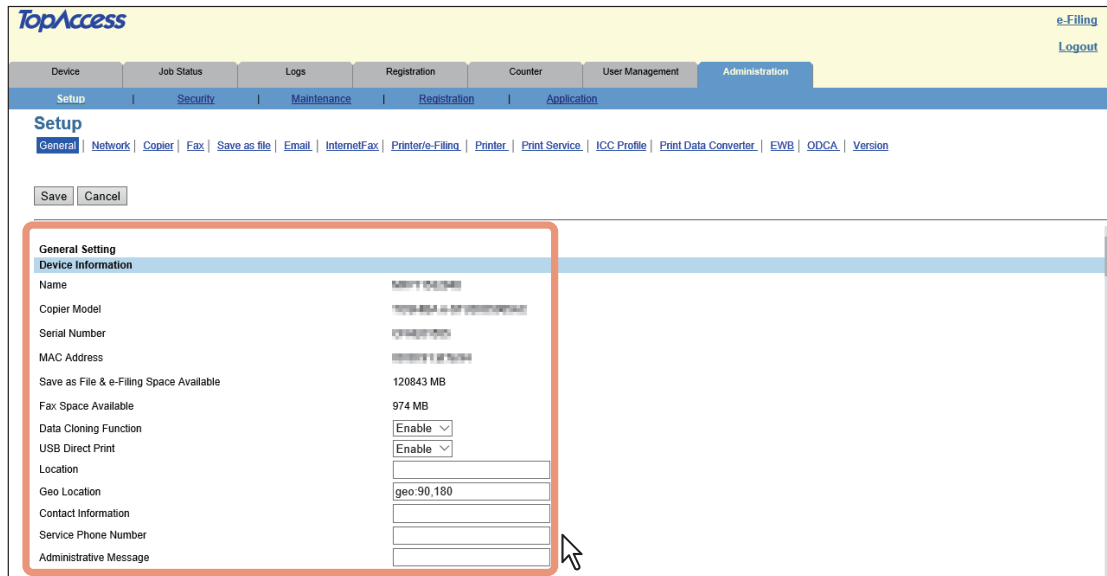 TopAccess
e-Filing
Logout
Device Job Status Logs Registration Counter User Management Administration
Setup | Security | Maintenance | Registration | Application
Setup
General | Network | Copier | Fax | Save as file | Email | InternetFax | Printer/e-Filing | Printer | Print Service | ICC Profile | Print Data Converter | EWB | ODCA | Version
Save Cancel
General Setting
Device Information
Name
Copier Model
Serial Number
MAC Address
Save as File & e-Filing Space Available 120843 MB
Fax Space Available 974 MB
Data Cloning Function Enable
USB Direct Print Enable
Location
Geo Location geo:90,180
Contact Information
Service Phone Number
Administrative Message